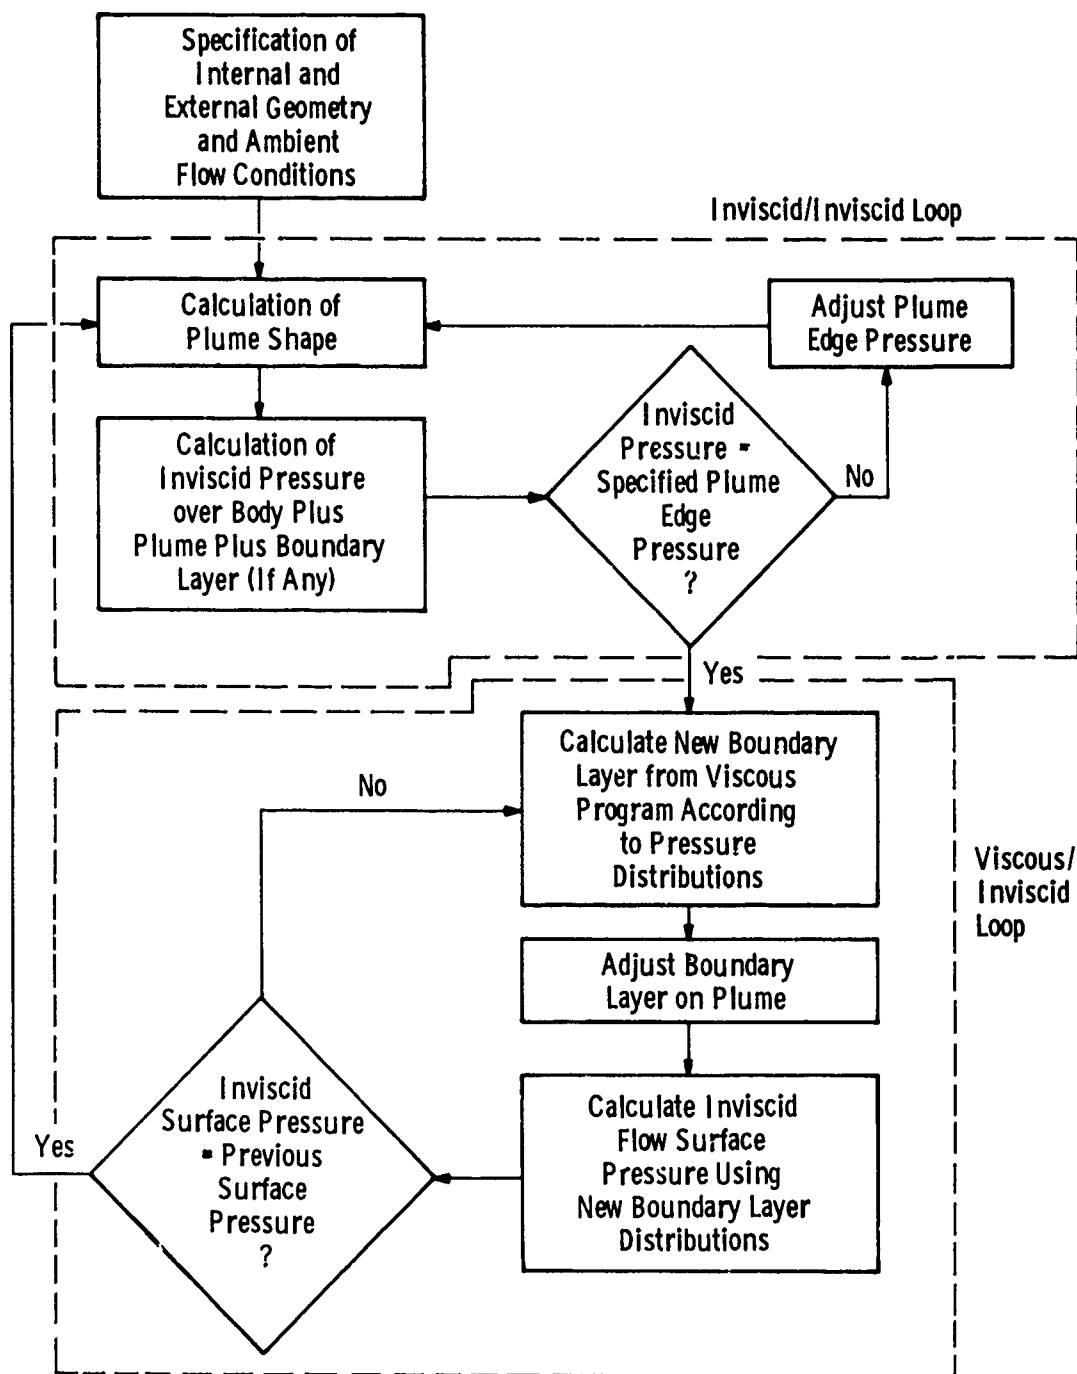 Specification of
Internal and
External Geometry
and Ambient
Flow Conditions
Inviscid/Inviscid Loop
Calculation of
Plume Shape
Adjust Plume
Edge Pressure
Calculation of
Inviscid Pressure
over Body Plus
Plume Plus Boundary
Layer (If Any)
Inviscid
Pressure =
Specified Plume
Edge
Pressure
?
No
Yes
Calculate New Boundary
Layer from Viscous
Program According
to Pressure
Distributions
No
Viscous/
Inviscid
Loop
Adjust Boundary
Layer on Plume
Inviscid
Surface Pressure
= Previous
Surface
Pressure
?
Yes
Calculate Inviscid
Flow Surface
Pressure Using
New Boundary Layer
Distributions